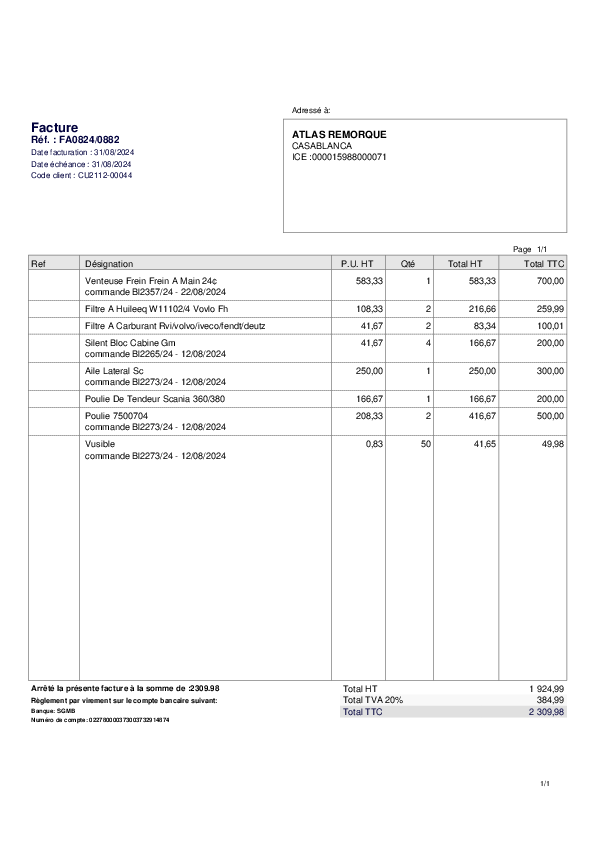 Adressé à:
Facture
Réf. : FA0824/0882
Date facturation : 31/08/2024
Date échéance : 31/08/2024
Code client : CU2112-00044
ATLAS REMORQUE
CASABLANCA
ICE :000015988000071
Page 1/1
Ref Désignation P.U. HT Qté Total HT Total TTC
Venteuse Frein Frein A Main 24¢ 583,33 1 583,33 700,00
commande Bl2357/24 - 22/08/2024
Filtre A Huileeq W11102/4 Vovlo Fh 108,33 2 216,66 259,99
Filtre A Carburant Rvi/volvo/iveco/fendt/deutz 41,67 2 83,34 100,01
Silent Bloc Cabine Gm 41,67 4 166,67 200,00
commande Bl2265/24 - 12/08/2024
Aile Lateral Sc 250,00 1 250,00 300,00
commande Bl2273/24 - 12/08/2024
Poulie De Tendeur Scania 360/380 166,67 1 166,67 200,00
Poulie 7500704 208,33 2 416,67 500,00
commande Bl2273/24 - 12/08/2024
Vusible 0,83 50 41,65 49,98
commande Bl2273/24 - 12/08/2024
Arrêté la présente facture à la somme de :2309.98
Règlement par virement sur le compte bancaire suivant:
Banque: SGMB
Numéro de compte: 0227800003730003732914874
Total HT 1 924,99
Total TVA 20% 384,99
Total TTC 2 309,98
1/1